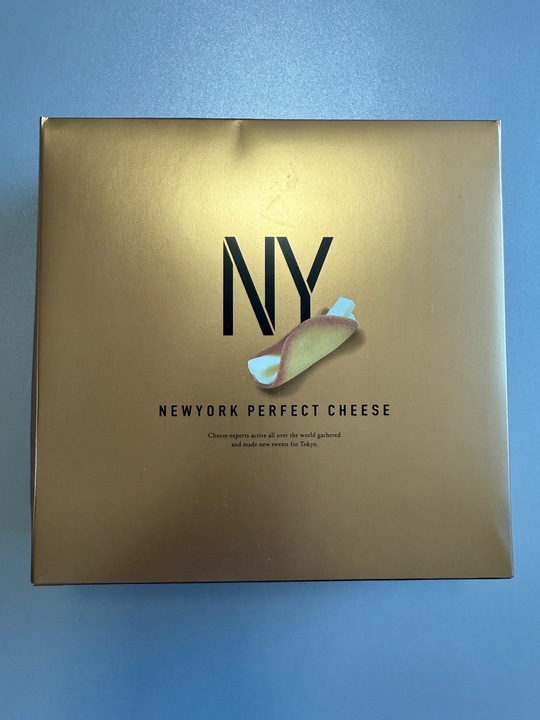 NY
NEWYORK PERFECT CHEESE
Cheese experts active all over the world gathered
and made new sweets for Tokyo.